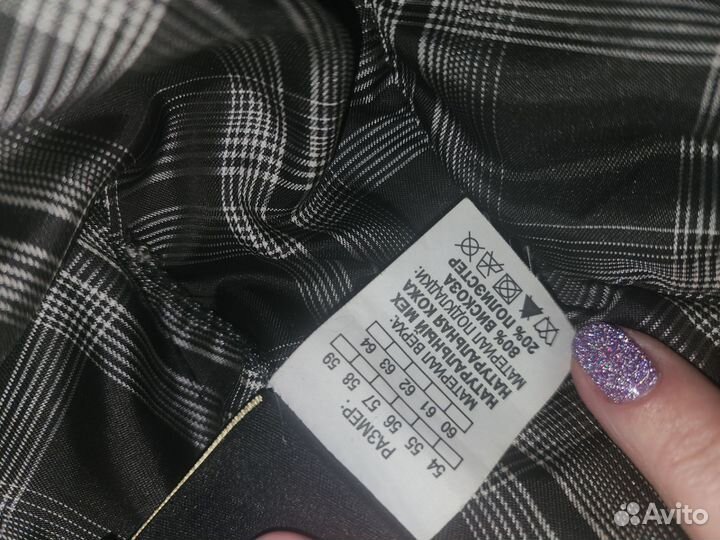 РАЗМЕР:
54 55 56 57 58 59
60 61 62 63 64
МАТЕРИАЛ ВЕРХА:
НАТУРАЛЬНЫЙ МЕХ
НАТУРАЛЬНАЯ КОЖА
МАТЕРИАЛ ПОДКЛАДКИ:
80% ВИСКОЗА
20% ПОЛИЭСТЕР
Avito